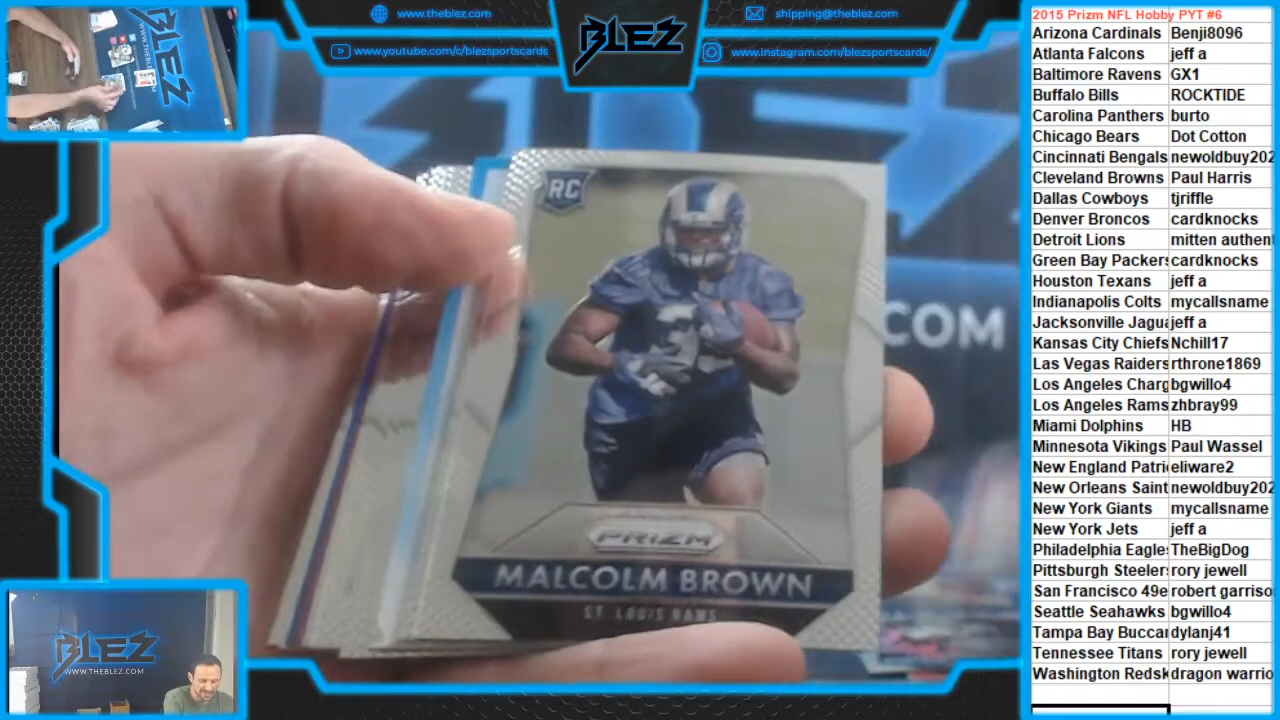 www.theblez.com
shipping@theblez.com
www.youtube.com/c/blezsportscards
www.instagram.com/blezsportscards/
BLEZ
2015 Prizm NFL Hobby PYT #6
Arizona Cardinals Benji8096
Atlanta Falcons jeff a
Baltimore Ravens GX1
Buffalo Bills ROCKTIDE
Carolina Panthers burto
Chicago Bears Dot Cotton
Cincinnati Bengals newoldbuy202
Cleveland Browns Paul Harris
Dallas Cowboys tjriffle
Denver Broncos cardknocks
Detroit Lions mitten authent
Green Bay Packers cardknocks
Houston Texans jeff a
Indianapolis Colts mycallsname
Jacksonville Jagua jeff a
Kansas City Chiefs Nchill17
Las Vegas Raiders rthrone1869
Los Angeles Charg bgwillo4
Los Angeles Rams zhbray99
Miami Dolphins HB
Minnesota Vikings Paul Wassel
New England Patri eliware2
New Orleans Saint newoldbuy202
New York Giants mycallsname
New York Jets jeff a
Philadelphia Eagle TheBigDog
Pittsburgh Steeler rory jewell
San Francisco 49e robert garriso
Seattle Seahawks bgwillo4
Tampa Bay Bucca dylanj41
Tennessee Titans rory jewell
Washington Redsk dragon warrio
RC
PRIZM
MALCOLM BROWN
ST. LOUIS RAMS
.COM
BLEZ
WWW.THEBLEZ.COM
BLEZ
WWW.THEBLEZ.COM